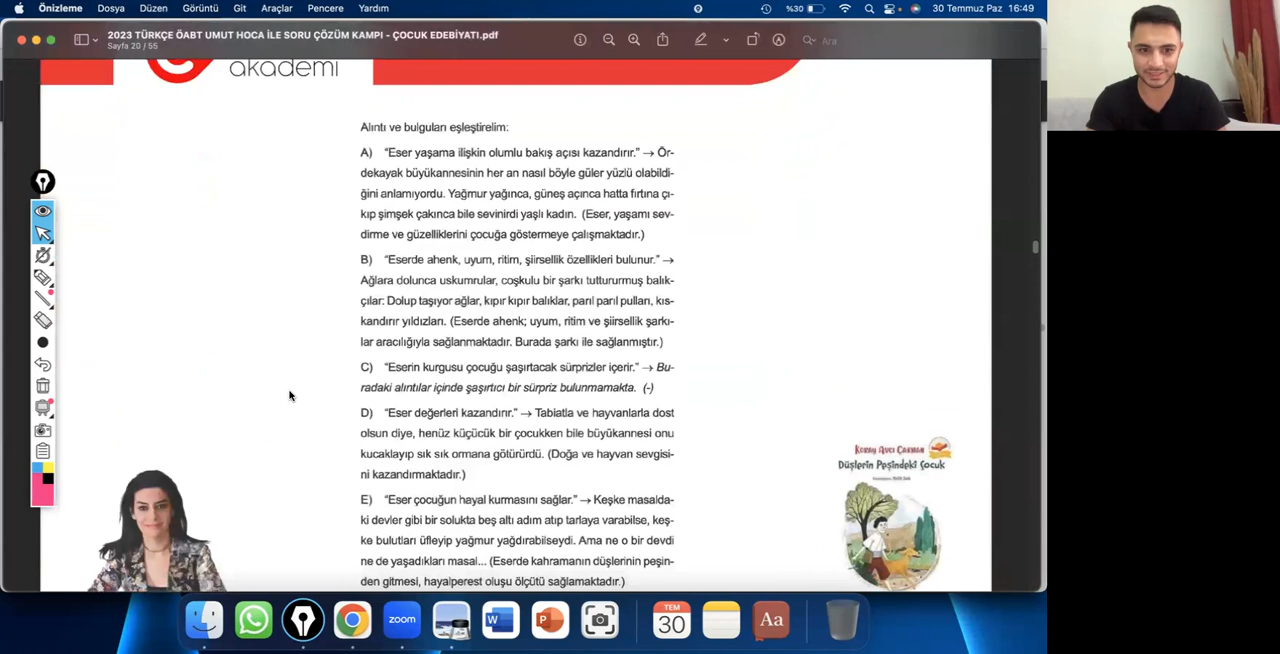 Önizleme Dosya Düzen Görüntü Git Araçlar Pencere Yardım %30 30 Temmuz Paz 16:49
2023 TÜRKÇE ÖABT UMUT HOCA İLE SORU ÇÖZÜM KAMPI - ÇOCUK EDEBİYATI.pdf
Sayfa 20 / 55
Ara
akademi
Alıntı ve bulguları eşleştirelim:
A) “Eser yaşama ilişkin olumlu bakış açısı kazandırır.” → Ör-
dekayak büyükannesinin her an nasıl böyle güler yüzlü olabildi-
ğini anlamıyordu. Yağmur yağınca, güneş açınca hatta fırtına çı-
kıp şimşek çakınca bile sevinirdi yaşlı kadın. (Eser, yaşamı sev-
dirme ve güzelliklerini çocuğa göstermeye çalışmaktadır.)
B) “Eserde ahenk, uyum, ritim, şiirsellik özellikleri bulunur.” →
Ağlara dolunca uskumrular, coşkulu bir şarkı tuttururmuş balık-
çılar: Dolup taşıyor ağlar, kıpır kıpır balıklar, parıl parıl pulları, kıs-
kandırır yıldızları. (Eserde ahenk; uyum, ritim ve şiirsellik şarkı-
lar aracılığıyla sağlanmaktadır. Burada şarkı ile sağlanmıştır.)
C) “Eserin kurgusu çocuğu şaşırtacak sürprizler içerir.” → Bu-
radaki alıntılar içinde şaşırtıcı bir sürpriz bulunmamakta. (-)
D) “Eser değerleri kazandırır.” → Tabiatla ve hayvanlarla dost
olsun diye, henüz küçücük bir çocukken bile büyükannesi onu
kucaklayıp sık sık ormana götürürdü. (Doğa ve hayvan sevgisi-
ni kazandırmaktadır.)
E) “Eser çocuğun hayal kurmasını sağlar.” → Keşke masalda-
ki devler gibi bir solukta beş altı adım atıp tarlaya varabilse, keş-
ke bulutları üfleyip yağmur yağdırabilseydi. Ama ne o bir devdi
ne de yaşadıkları masal... (Eserde kahramanın düşlerinin peşin-
den gitmesi, hayalperest oluşu ölçütü sağlamaktadır.)
Koray Avcı Çakman
Düşlerin Peşindeki Çocuk
zoom
W
P
TEM
30
Aa